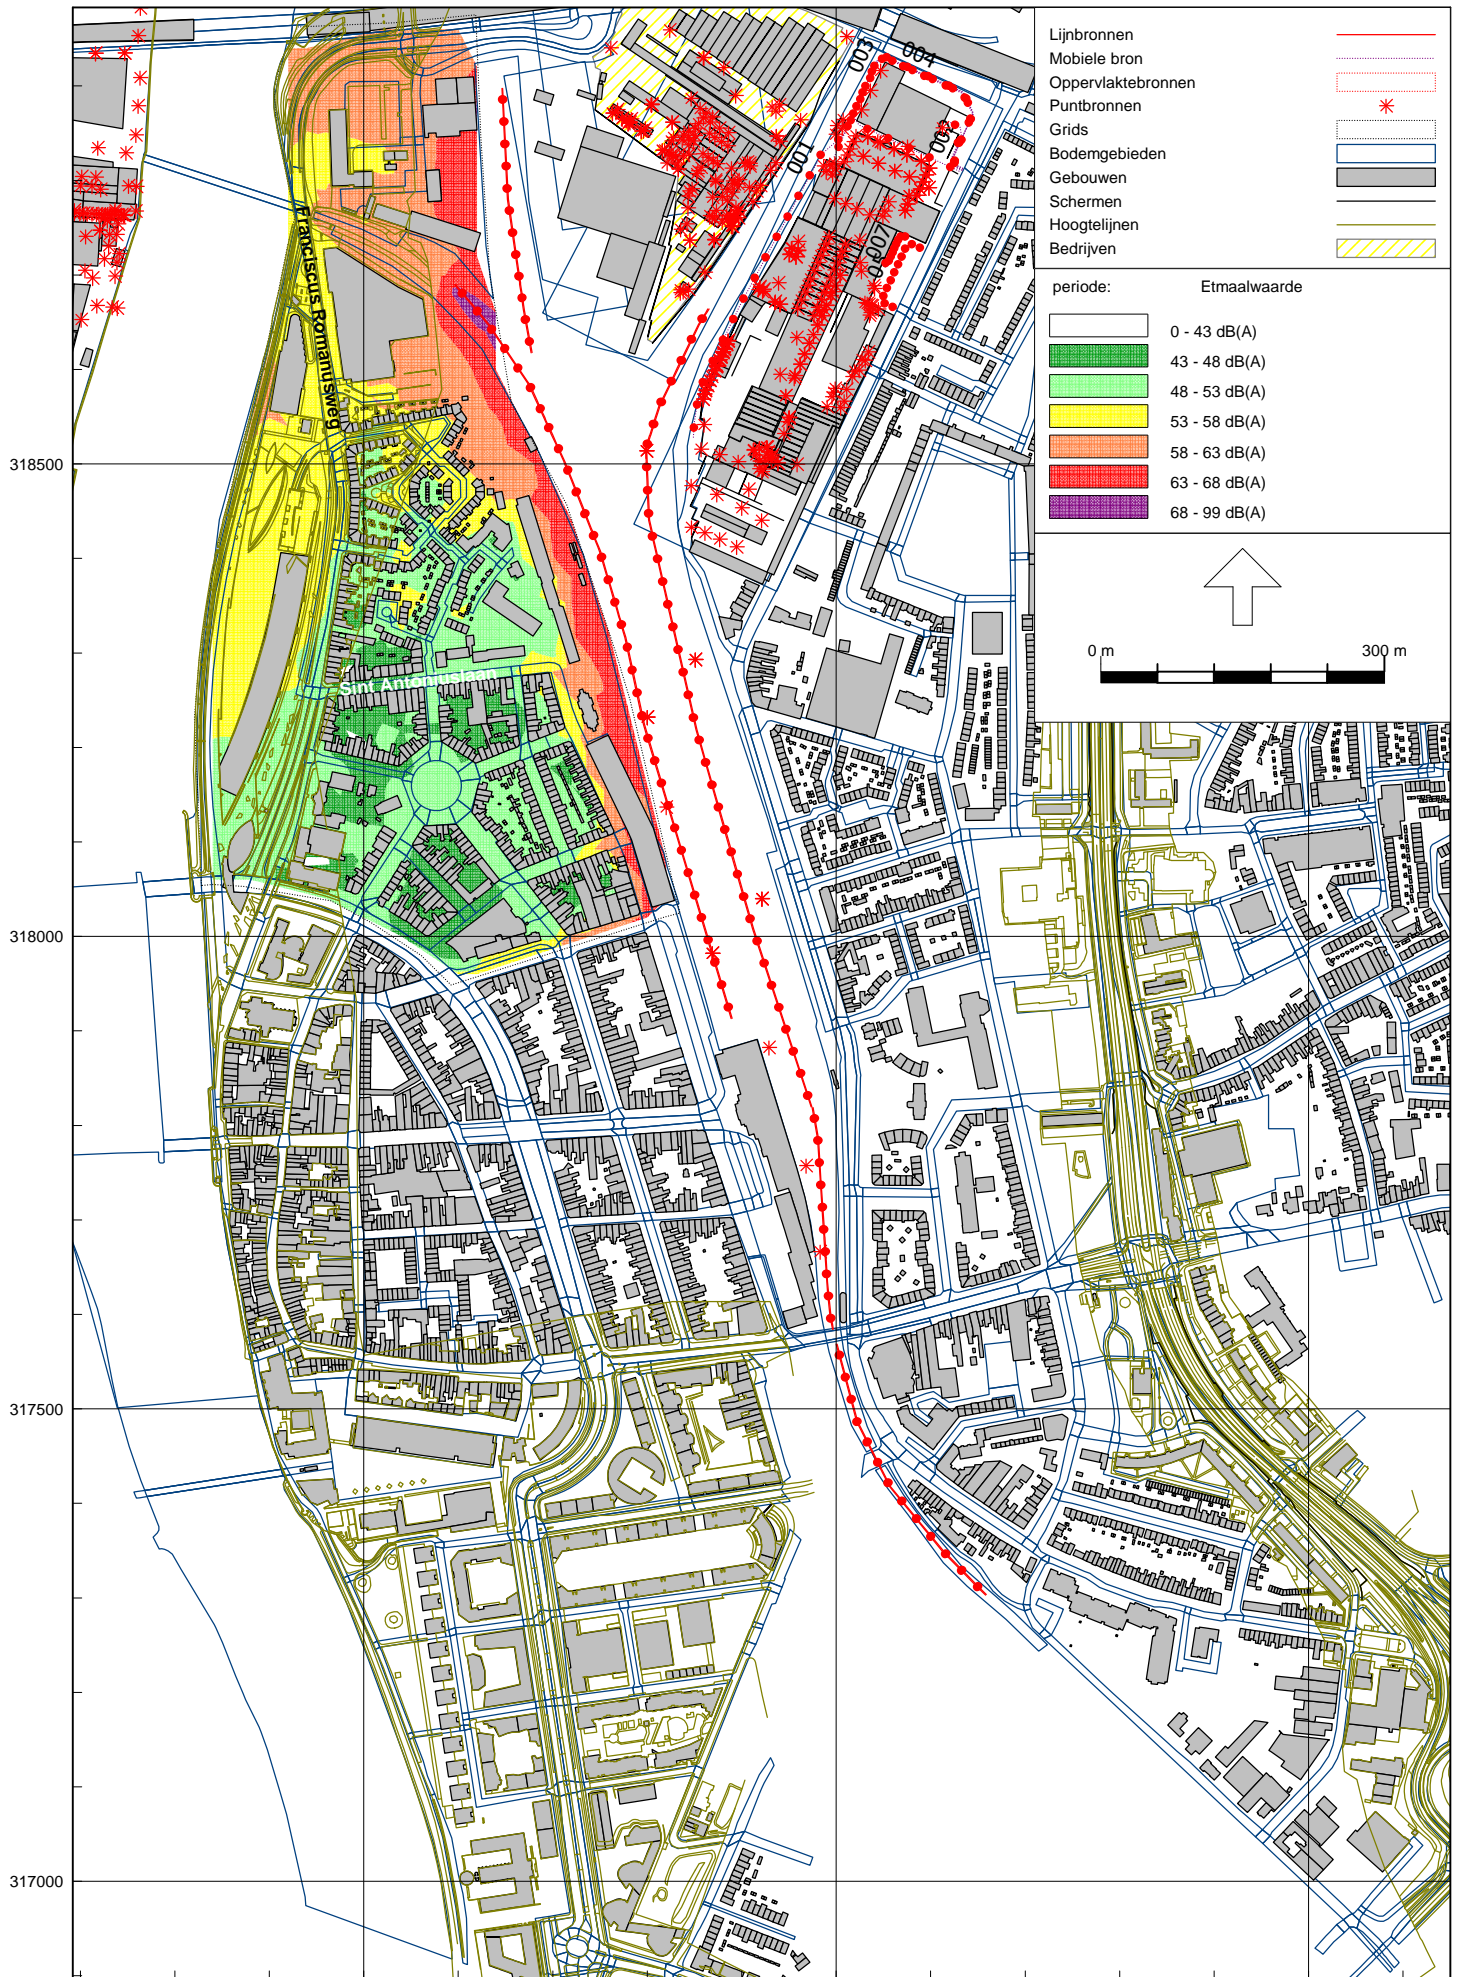 Lijnbronnen
Mobiele bron
Oppervlaktebronnen
Puntbronnen
Grids
Bodemgebieden
Gebouwen
Schermen
Hoogtelijnen
Bedrijven
periode: Etmaalwaarde
0 - 43 dB(A)
43 - 48 dB(A)
48 - 53 dB(A)
53 - 58 dB(A)
58 - 63 dB(A)
63 - 68 dB(A)
68 - 99 dB(A)
0 m 300 m
003
004
002
001
007
Franciscus Romanusweg
Sint Antoniuslaan
318500
318000
317500
317000